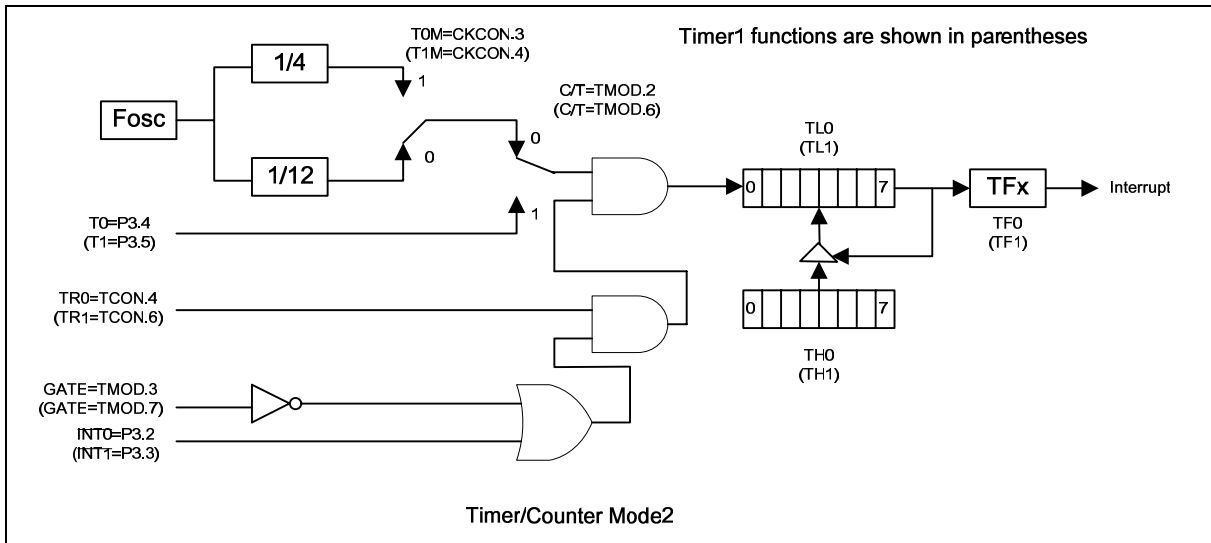 T0M=CKCON.3
(T1M=CKCON.4)
Timer1 functions are shown in parentheses
1/4
1
C/T=TMOD.2
(C/T=TMOD.6)
Fosc
0
0
TL0
(TL1)
1/12
0 7
TFx
Interrupt
T0=P3.4
(T1=P3.5)
1
TF0
(TF1)
TR0=TCON.4
(TR1=TCON.6)
0 7
TH0
(TH1)
GATE=TMOD.3
(GATE=TMOD.7)
INT0=P3.2
(INT1=P3.3)
Timer/Counter Mode2